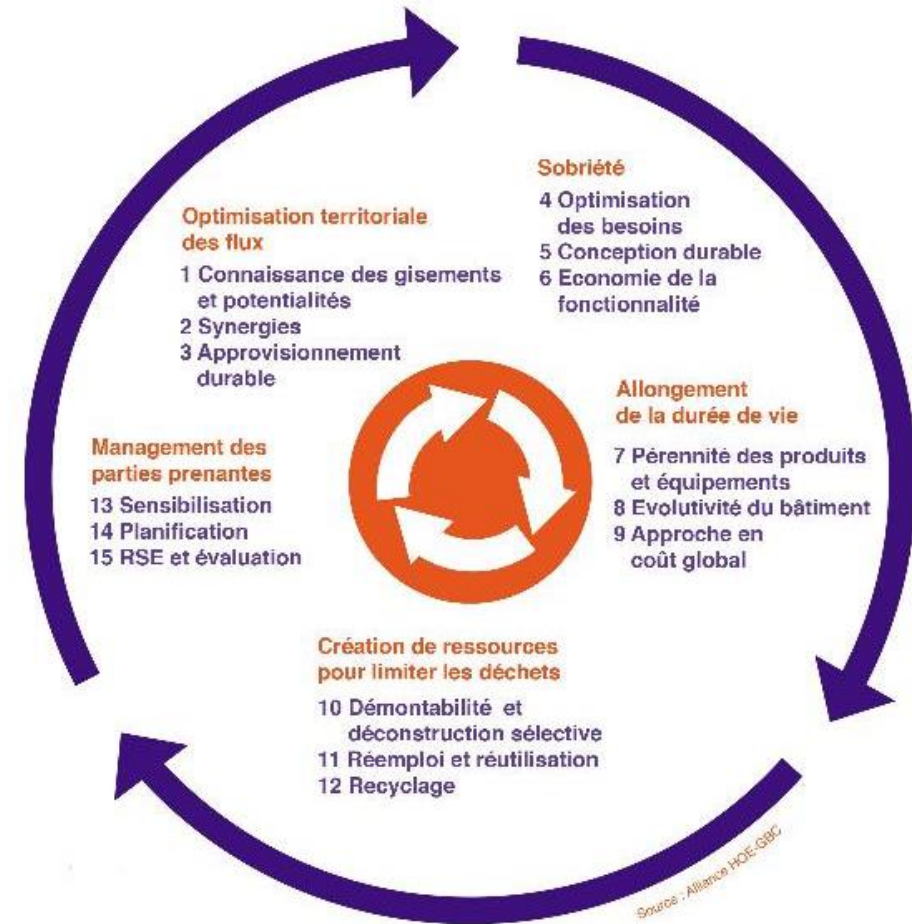 Optimisation territoriale
des flux
1 Connaissance des gisements
et potentialités
2 Synergies
3 Approvisionnement
durable
Sobriété
4 Optimisation
des besoins
5 Conception durable
6 Economie de la
fonctionnalité
Allongement
de la durée de vie
7 Pérennité des produits
et équipements
8 Evolutivité du bâtiment
9 Approche en
coût global
Création de ressources
pour limiter les déchets
10 Démontabilité et
déconstruction sélective
11 Réemploi et réutilisation
12 Recyclage
Management des
parties prenantes
13 Sensibilisation
14 Planification
15 RSE et évaluation
Source : Alliance HQE-GBC